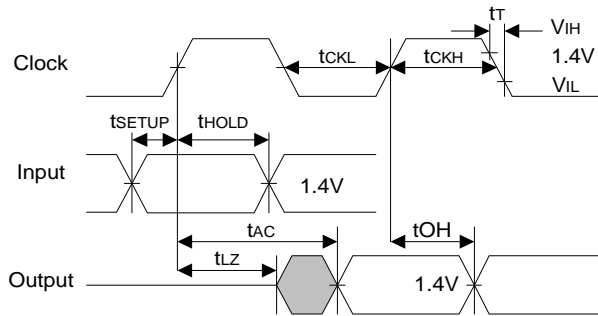 tT
VIH
Clock
tCKL
tCKH
1.4V
VIL
tSETUP
tHOLD
Input
1.4V
tAC
tOH
tLZ
Output
1.4V